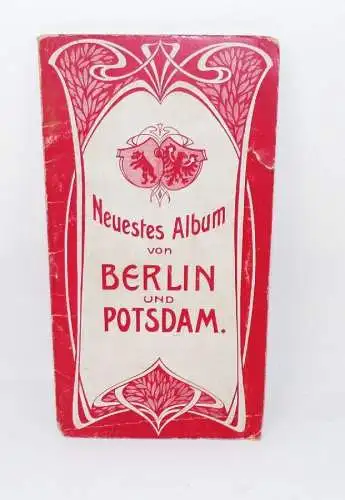 Neuestes Album
von
BERLIN
UND
POTSDAM.